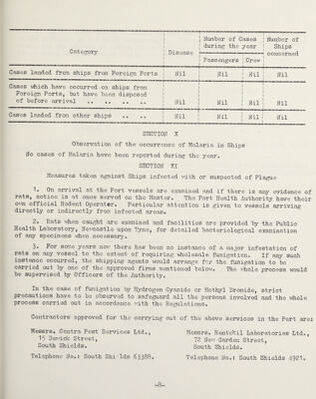 Category Disease Number of Cases during the year Number of Ships concerned
Passengers Crew
Cases landed from ships from Foreign Ports Nil Nil Nil Nil
Cases which have occurred on ships from
Foreign Ports, but have been disposed
of before arrival .. .. .. .. Nil Nil Nil Nil
Cases landed from other ships .. .. Nil Nil Nil Nil
SECTION X
Observation of the occurrence of Malaria in Ships
No cases of Malaria have been reported during the year.
SECTION XI
Measures taken against Ships infected with or suspected of Plague
1. On arrival at the Port vessels are examined and if there is any evidence of
rats, notice is at once served on the Master. The Port Health Authority have their
own official Rodent Operator. Particular attention is given to vessels arriving
directly or indirectly from infected areas.
2. Rats when caught are examined and facilities are provided by the Public
Health Laboratory, Newcastle upon Tyne, for detailed bacteriological examination
of any specimens when necessary.
3. For some years now there has been no instance of a major infestation of
rats on any vessel to the extent of requiring wholesale fumigation. If any such
instance occurred, the shipping agents would arrange for the fumigation to be
carried out by one of the approved firms mentioned below. The whole process would
be supervised by Officers of the Authority.
In the case of fumigation by Hydrogen Cyanide or Methyl Bromide, strict
precautions have to be observed to safeguard all the persons involved and the whole
process carried out in accordance with the Regulations.
Contractors approved for the carrying out of the above services in the Port are:
Messrs. Contra Pest Services Ltd., Messrs. Rentokil Laboratories Ltd.,
15 Street, 72 Garden Street,
South Shields. South Shields.
Telephone No.: South Shields 63388. Telephone No.: South Shields 4921.
-8-